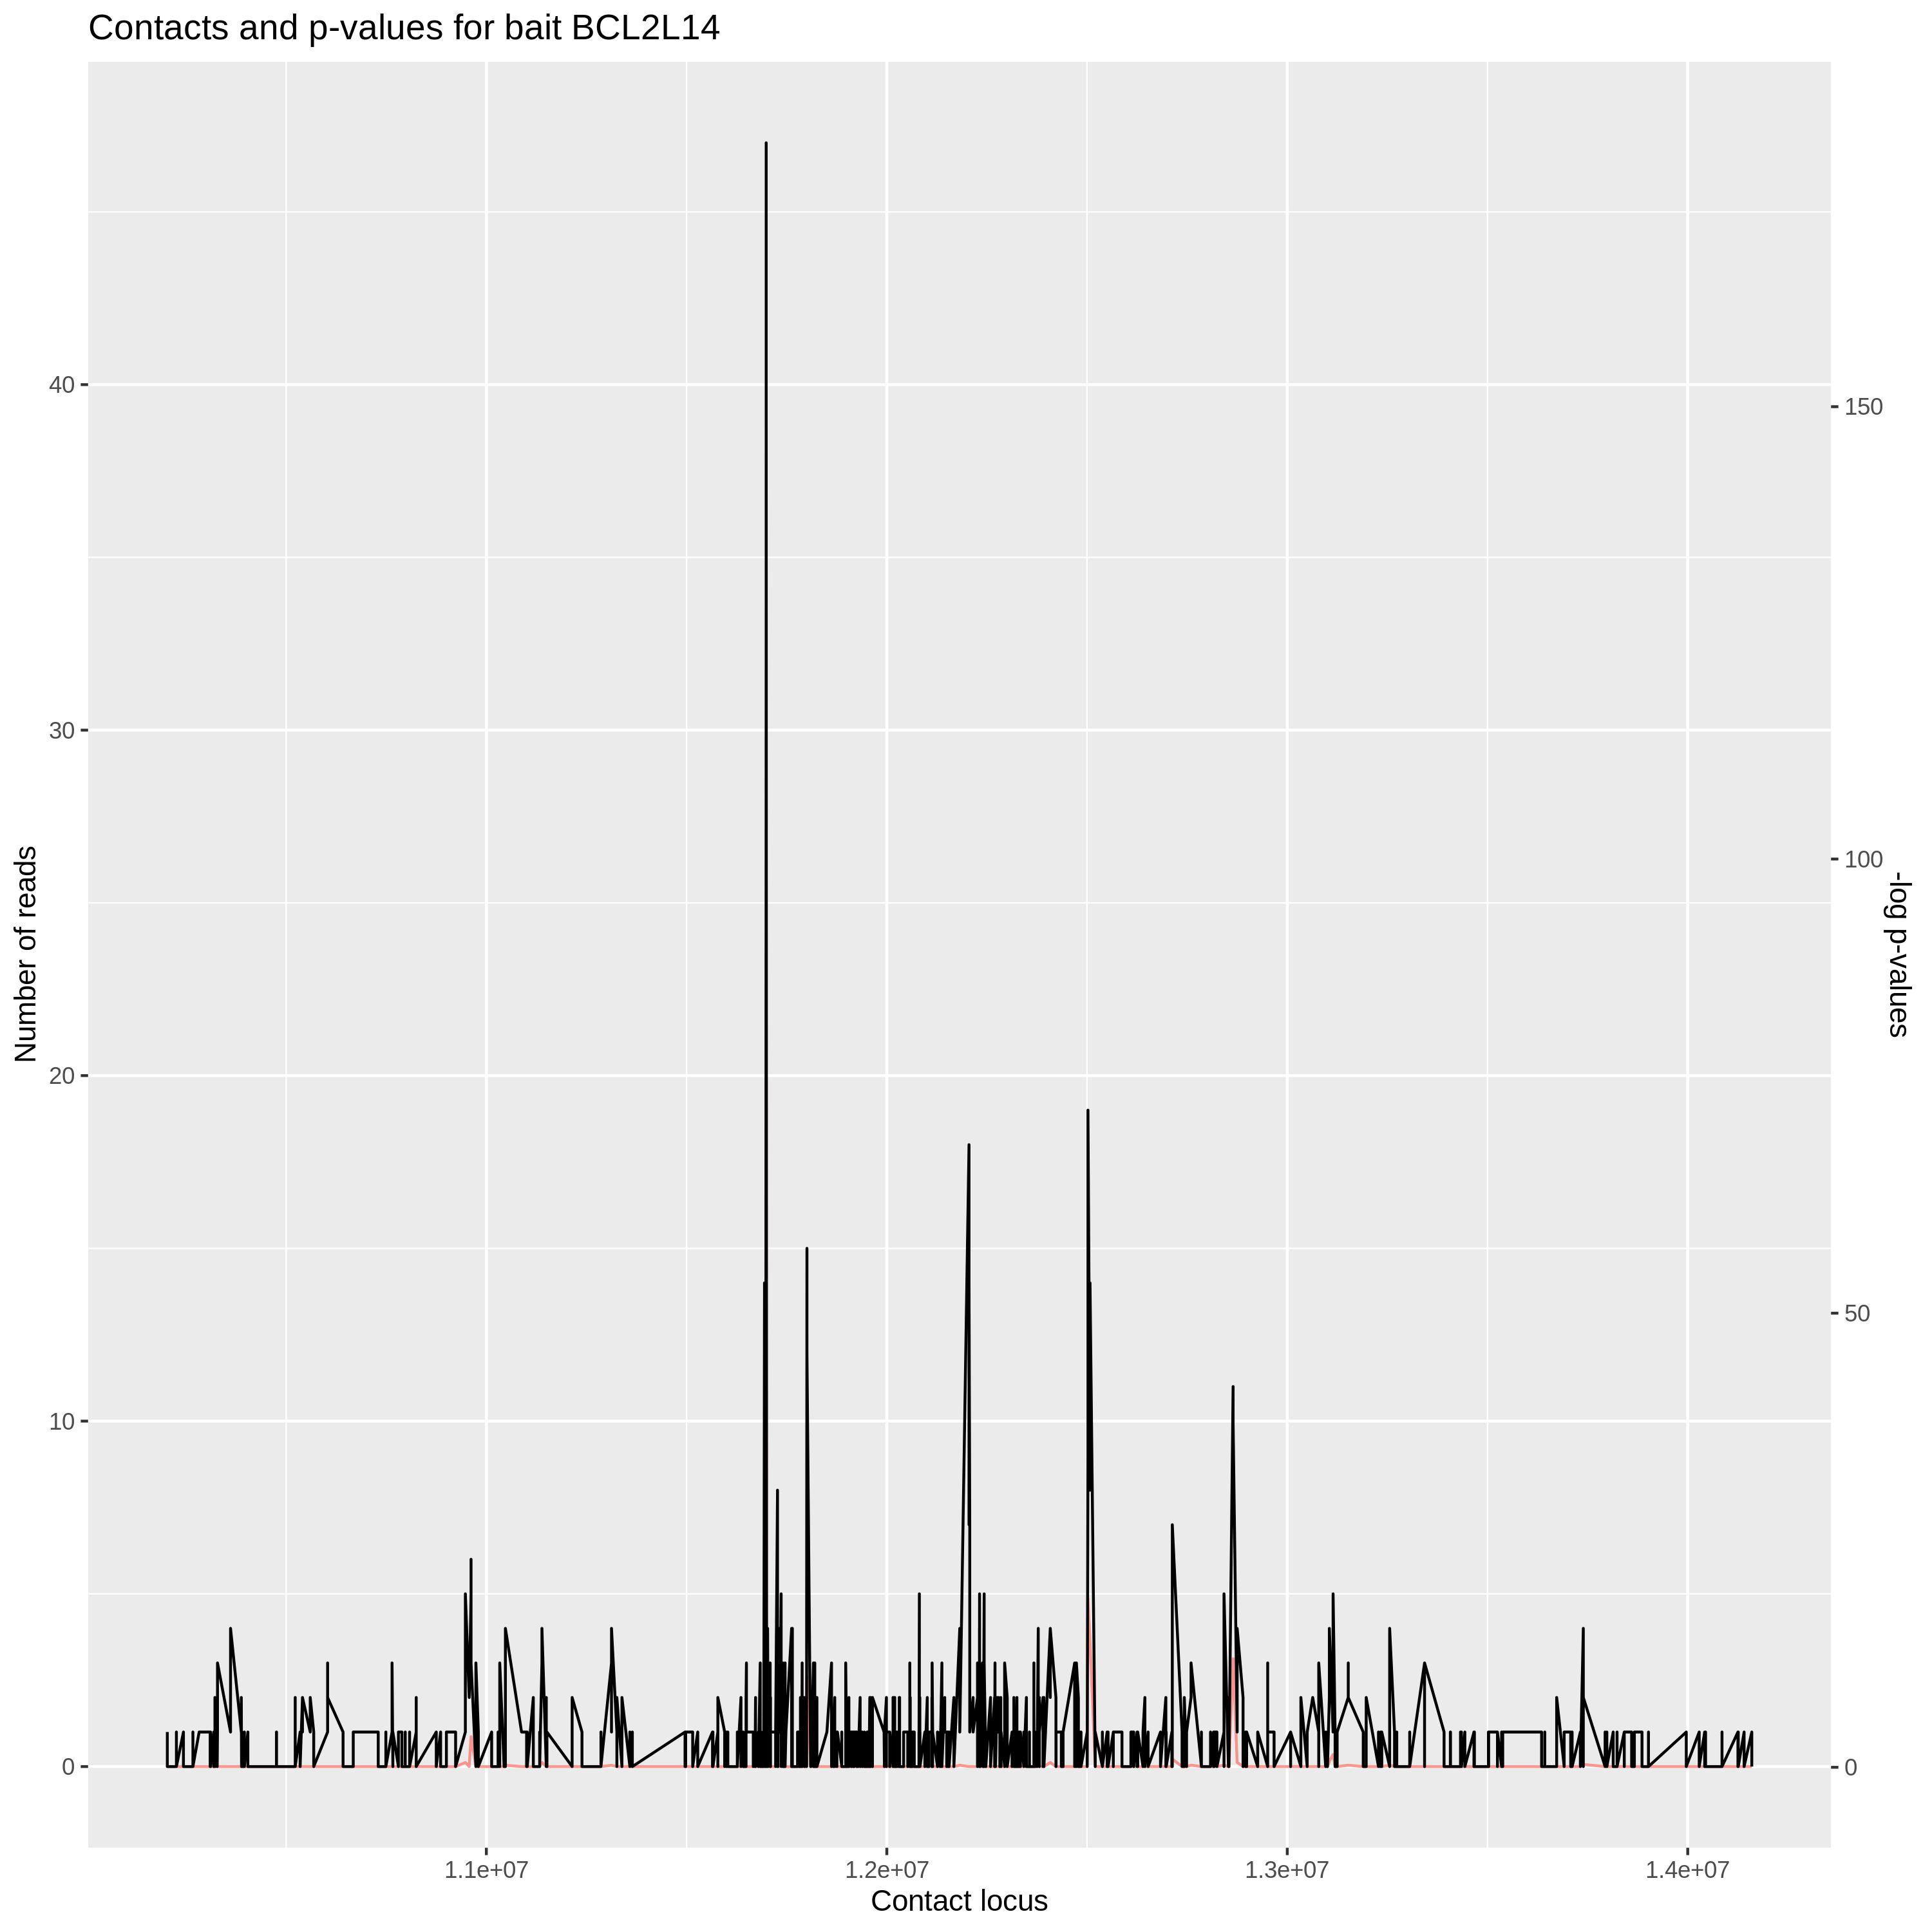 Contacts and p-values for bait BCL2L14
Number of reads
40
30
20
10
0
150
100
50
0
-log p-values
1.1e+07
1.2e+07
1.3e+07
1.4e+07
Contact locus